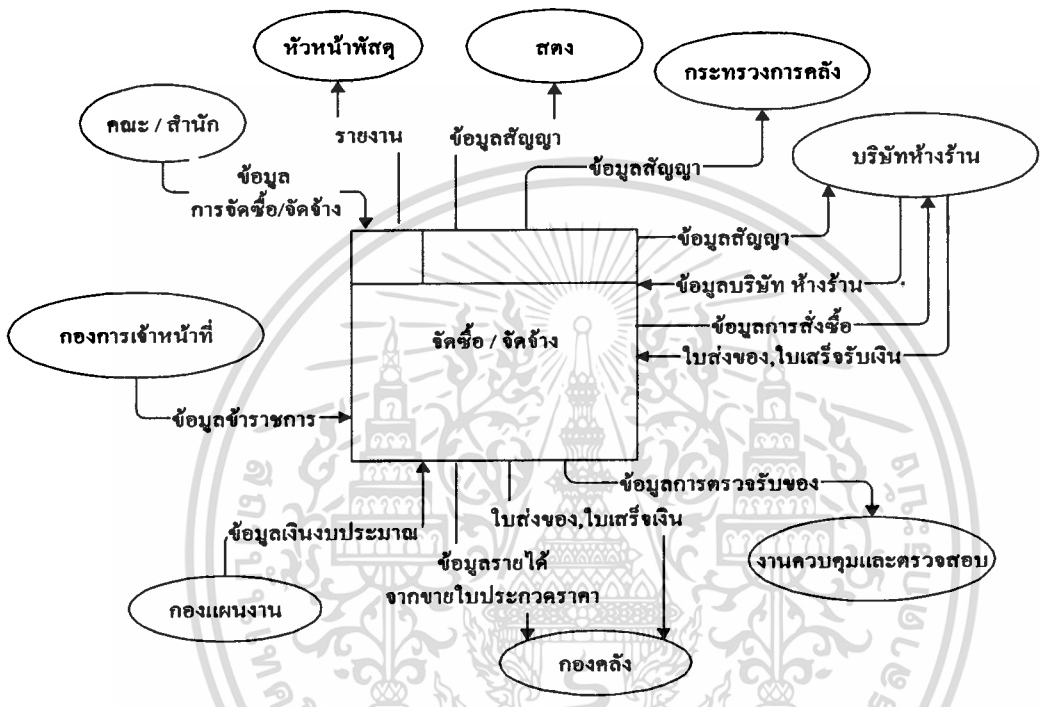 หัวหน้าพัสดุ
สตง
กระทรวงการคลัง
คณะ / สำนัก
บริษัทห้างร้าน
รายงาน
ข้อมูลสัญญา
ข้อมูลสัญญา
ข้อมูล
การจัดซื้อ/จัดจ้าง
ข้อมูลสัญญา
ข้อมูลบริษัท ห้างร้าน
ข้อมูลการสั่งซื้อ
ใบส่งของ,ใบเสร็จรับเงิน
จัดซื้อ / จัดจ้าง
กองการเจ้าหน้าที่
ข้อมูลข้าราชการ
ข้อมูลการตรวจรับของ
ใบส่งของ,ใบเสร็จเงิน
ข้อมูลเงินงบประมาณ
ข้อมูลรายได้
จากขายใบประกวดราคา
งานควบคุมและตรวจสอบ
กองแผนงาน
กองคลัง